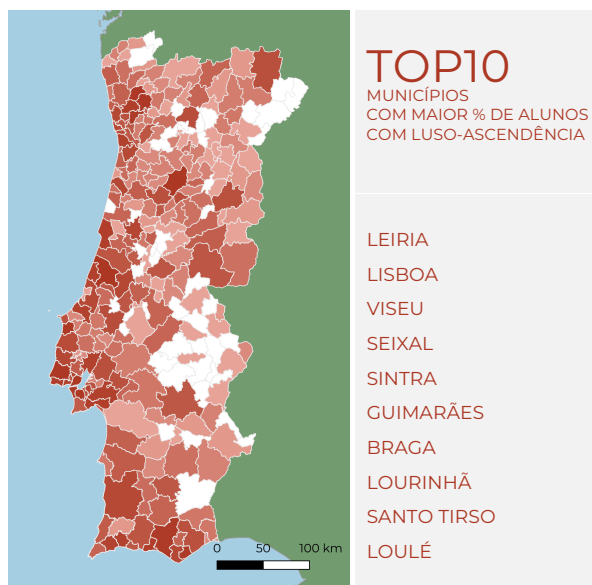 TOP10
MUNICÍPIOS
COM MAIOR % DE ALUNOS
COM LUSO-ASCENDÊNCIA
LEIRIA
LISBOA
VISEU
SEIXAL
SINTRA
GUIMARÃES
BRAGA
LOURINHÃ
SANTO TIRSO
LOULÉ
0 50 100 km